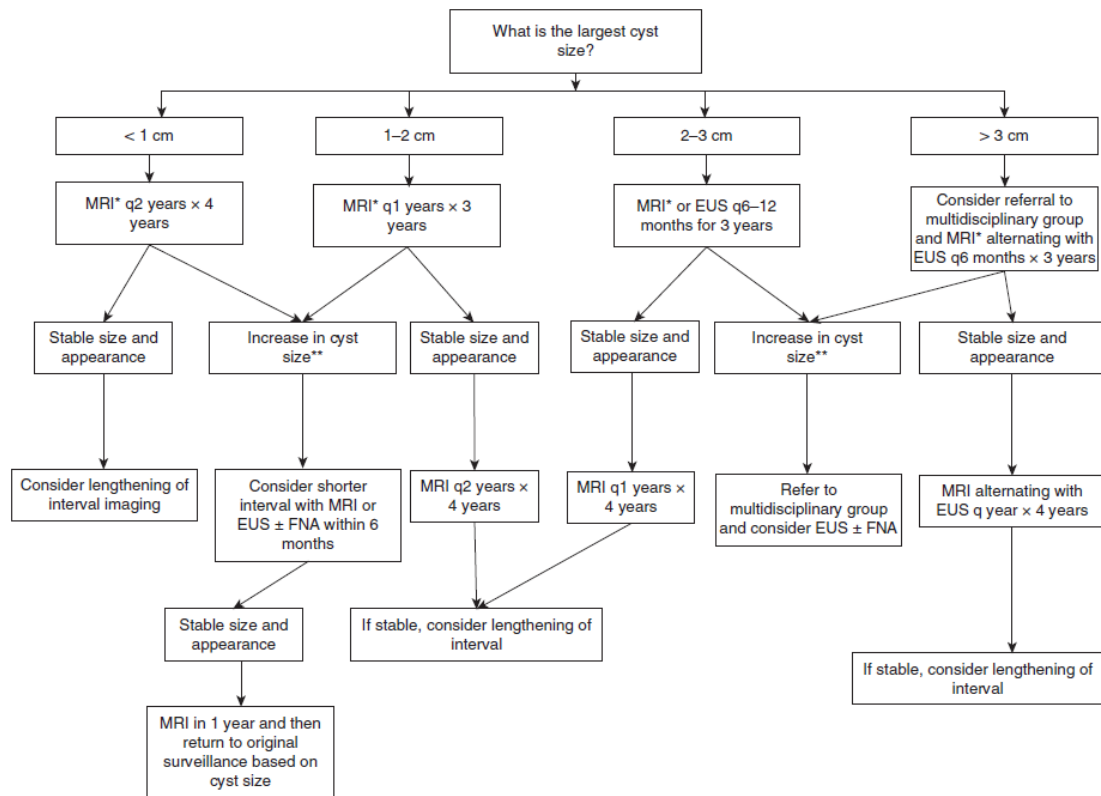 What is the largest cyst
size?
< 1 cm
1–2 cm
2–3 cm
> 3 cm
MRI* q2 years × 4
years
MRI* q1 years × 3
years
MRI* or EUS q6–12
months for 3 years
Consider referral to
multidisciplinary group
and MRI* alternating with
EUS q6 months × 3 years
Stable size and
appearance
Increase in cyst
size**
Stable size and
appearance
Stable size and
appearance
Increase in cyst
size**
Stable size and
appearance
Consider lengthening of
interval imaging
Consider shorter
interval with MRI or
EUS ± FNA within 6
months
MRI q2 years ×
4 years
MRI q1 years ×
4 years
Refer to
multidisciplinary group
and consider EUS ± FNA
MRI alternating with
EUS q year × 4 years
Stable size and
appearance
If stable, consider lengthening of
interval
If stable, consider lengthening of
interval
MRI in 1 year and then
return to original
surveillance based on
cyst size